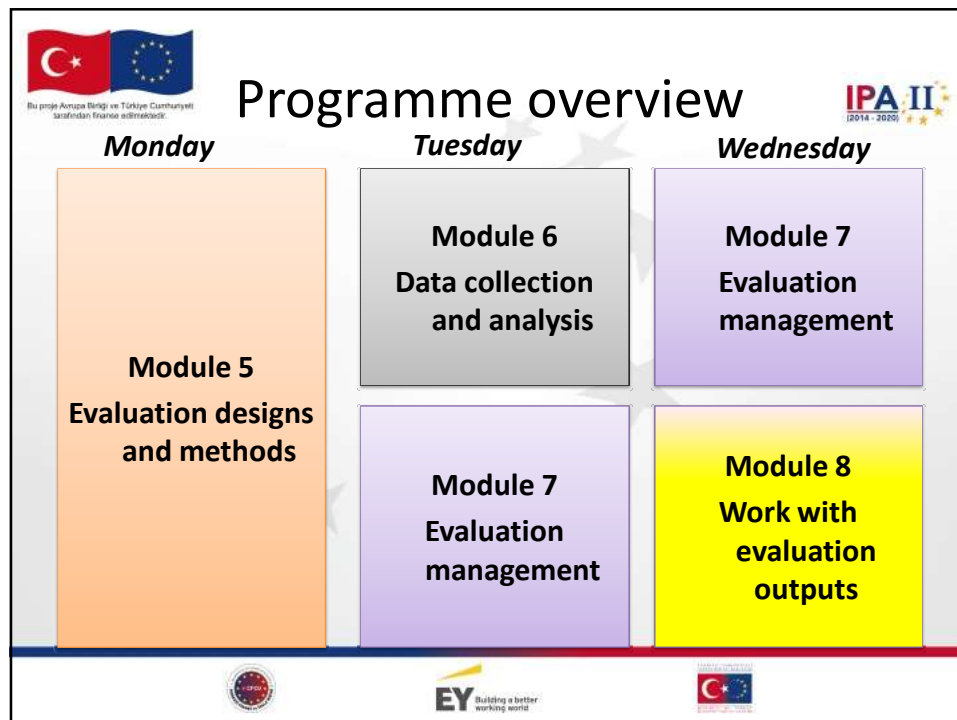 Bu proje Avrupa Birliği ve Türkiye Cumhuriyeti
tarafından finanse edilmektedir.
Programme overview
IPA II
(2014 - 2020)
Monday
Tuesday
Wednesday
Module 5
Evaluation designs
and methods
Module 6
Data collection
and analysis
Module 7
Evaluation
management
Module 7
Evaluation
management
Module 8
Work with
evaluation
outputs
CFCU
EY
Building a better
working world